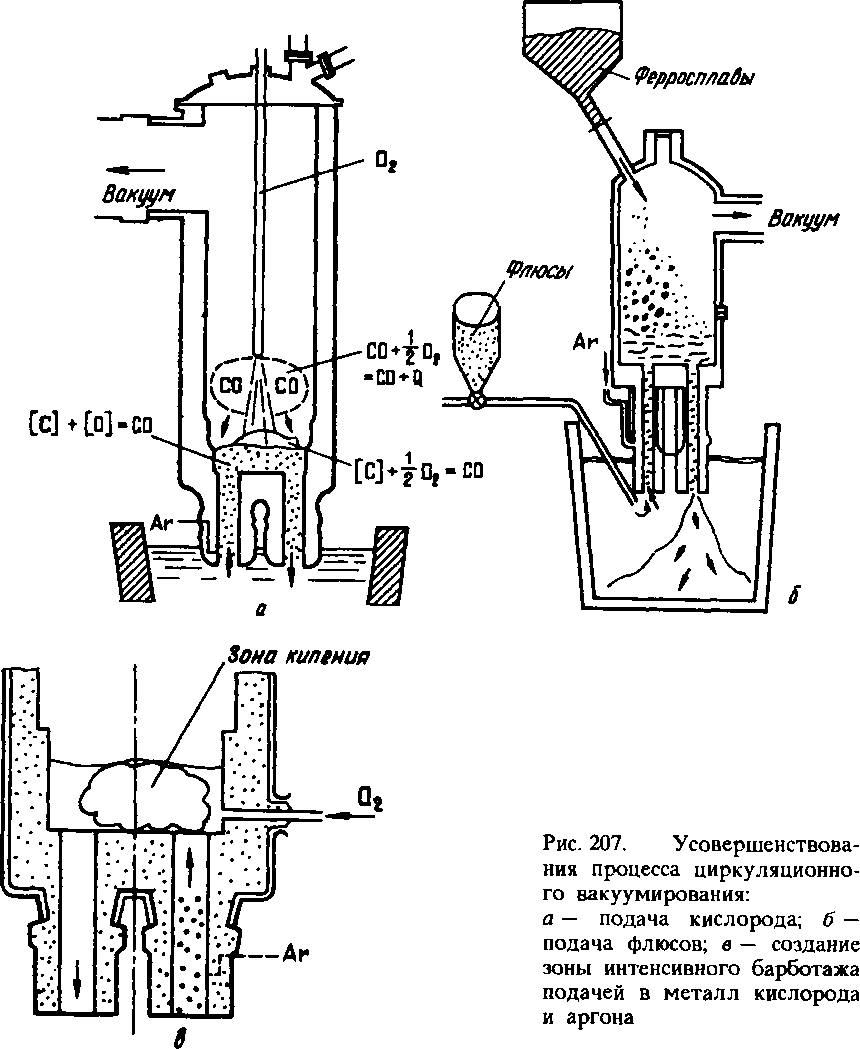 Вакуум
O₂
CO + 1/2 O₂
= CO + Q
CO
CO
[C] + [O] = CO
[C] + 1/2 O₂ = CO
Ar
а
Ферросплавы
Вакуум
Флюсы
Ar
б
Зона кипения
O₂
Ar
в
Рис. 207. Усовершенствова-
ния процесса циркуляционно-
го вакуумирования:
а — подача кислорода; б —
подача флюсов; в — создание
зоны интенсивного барботажа
подачей в металл кислорода
и аргона